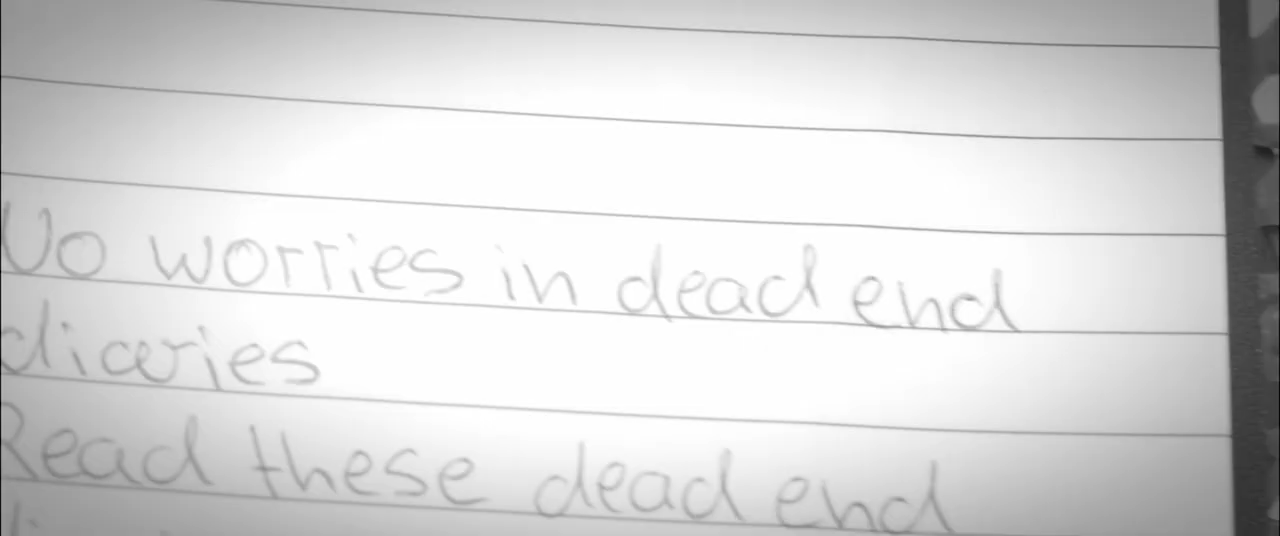 No worries in dead end
diaries
Read these dead end